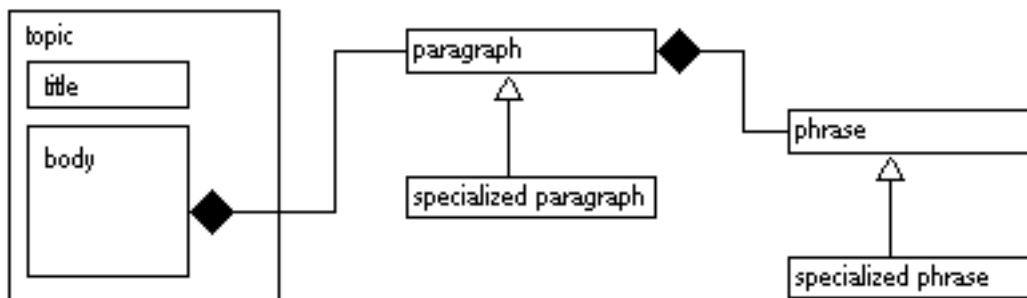 topic
title
body
paragraph
specialized paragraph
phrase
specialized phrase